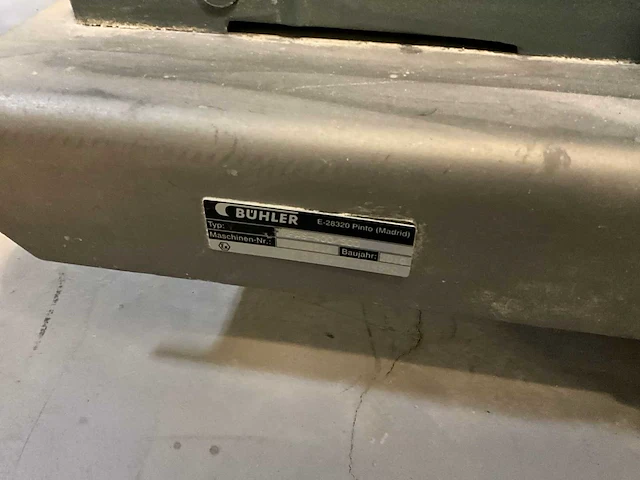 BÜHLER E-28320 Pinto (Madrid)
Typ:
Maschinen-Nr.:
Baujahr: